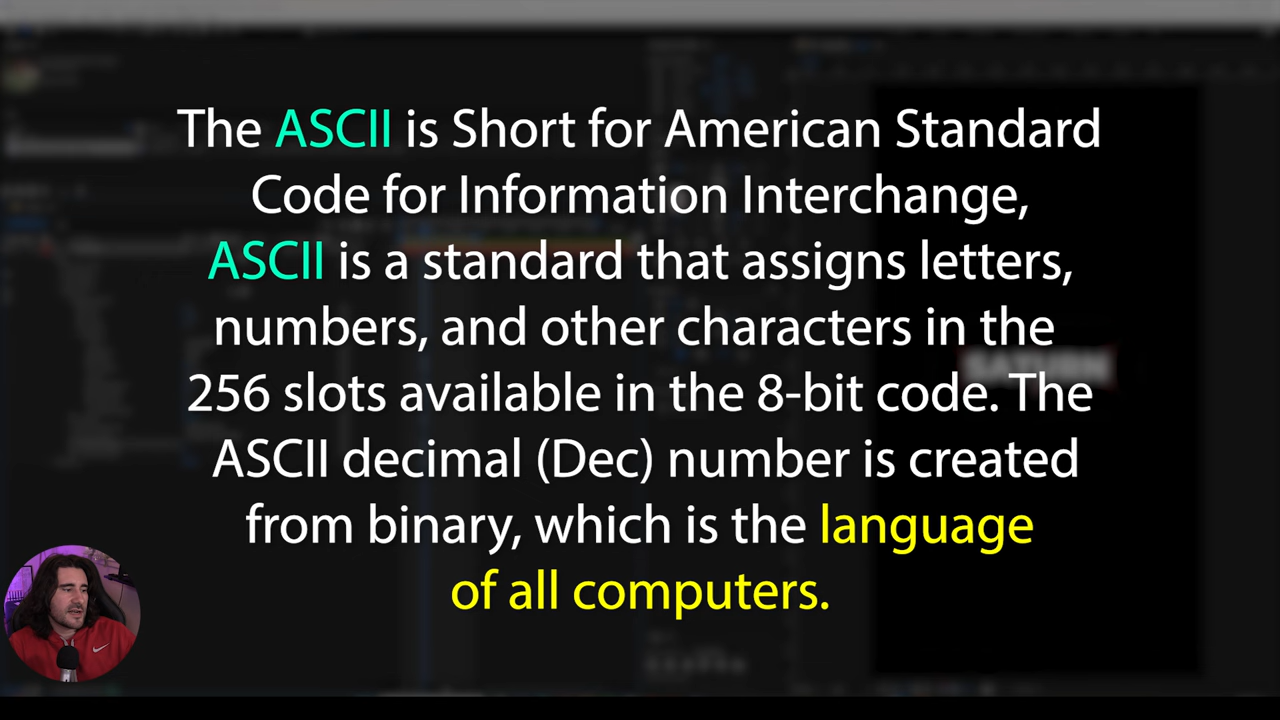 The ASCII is Short for American Standard
Code for Information Interchange,
ASCII is a standard that assigns letters,
numbers, and other characters in the
256 slots available in the 8-bit code. The
ASCII decimal (Dec) number is created
from binary, which is the language
of all computers.
SATURN